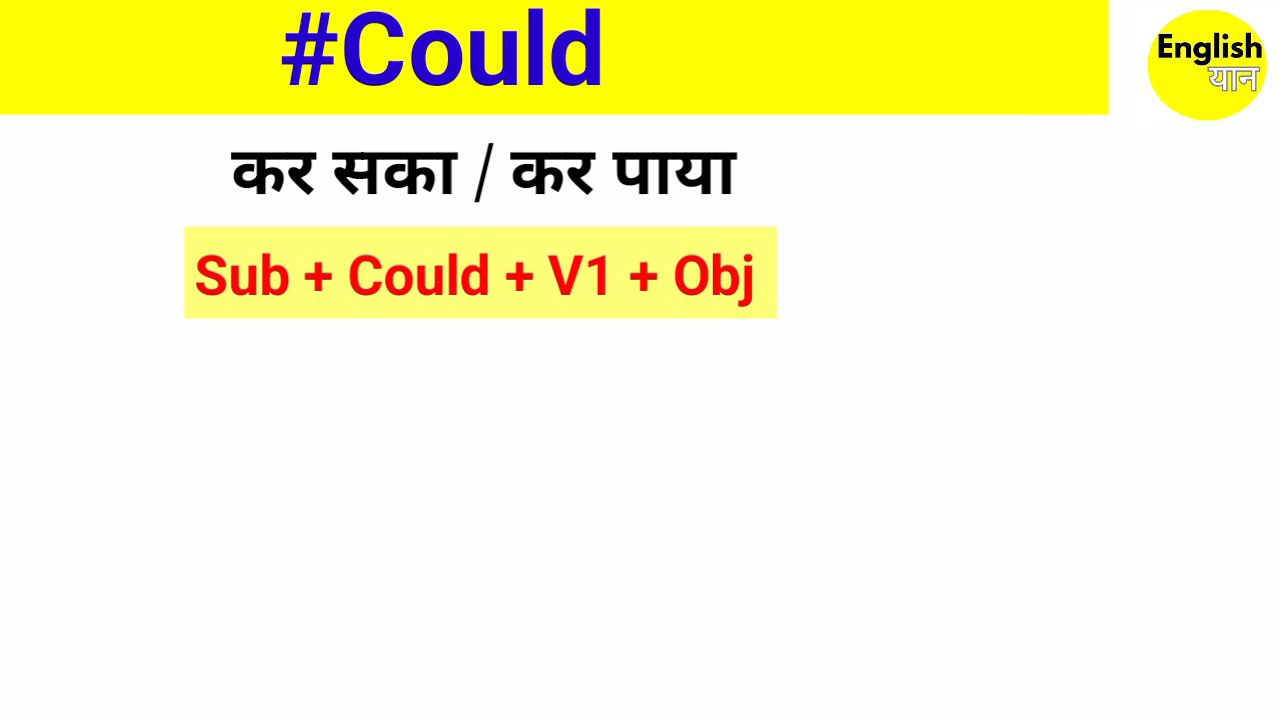 #Could
English
यान
कर सका / कर पाया
Sub + Could + V1 + Obj